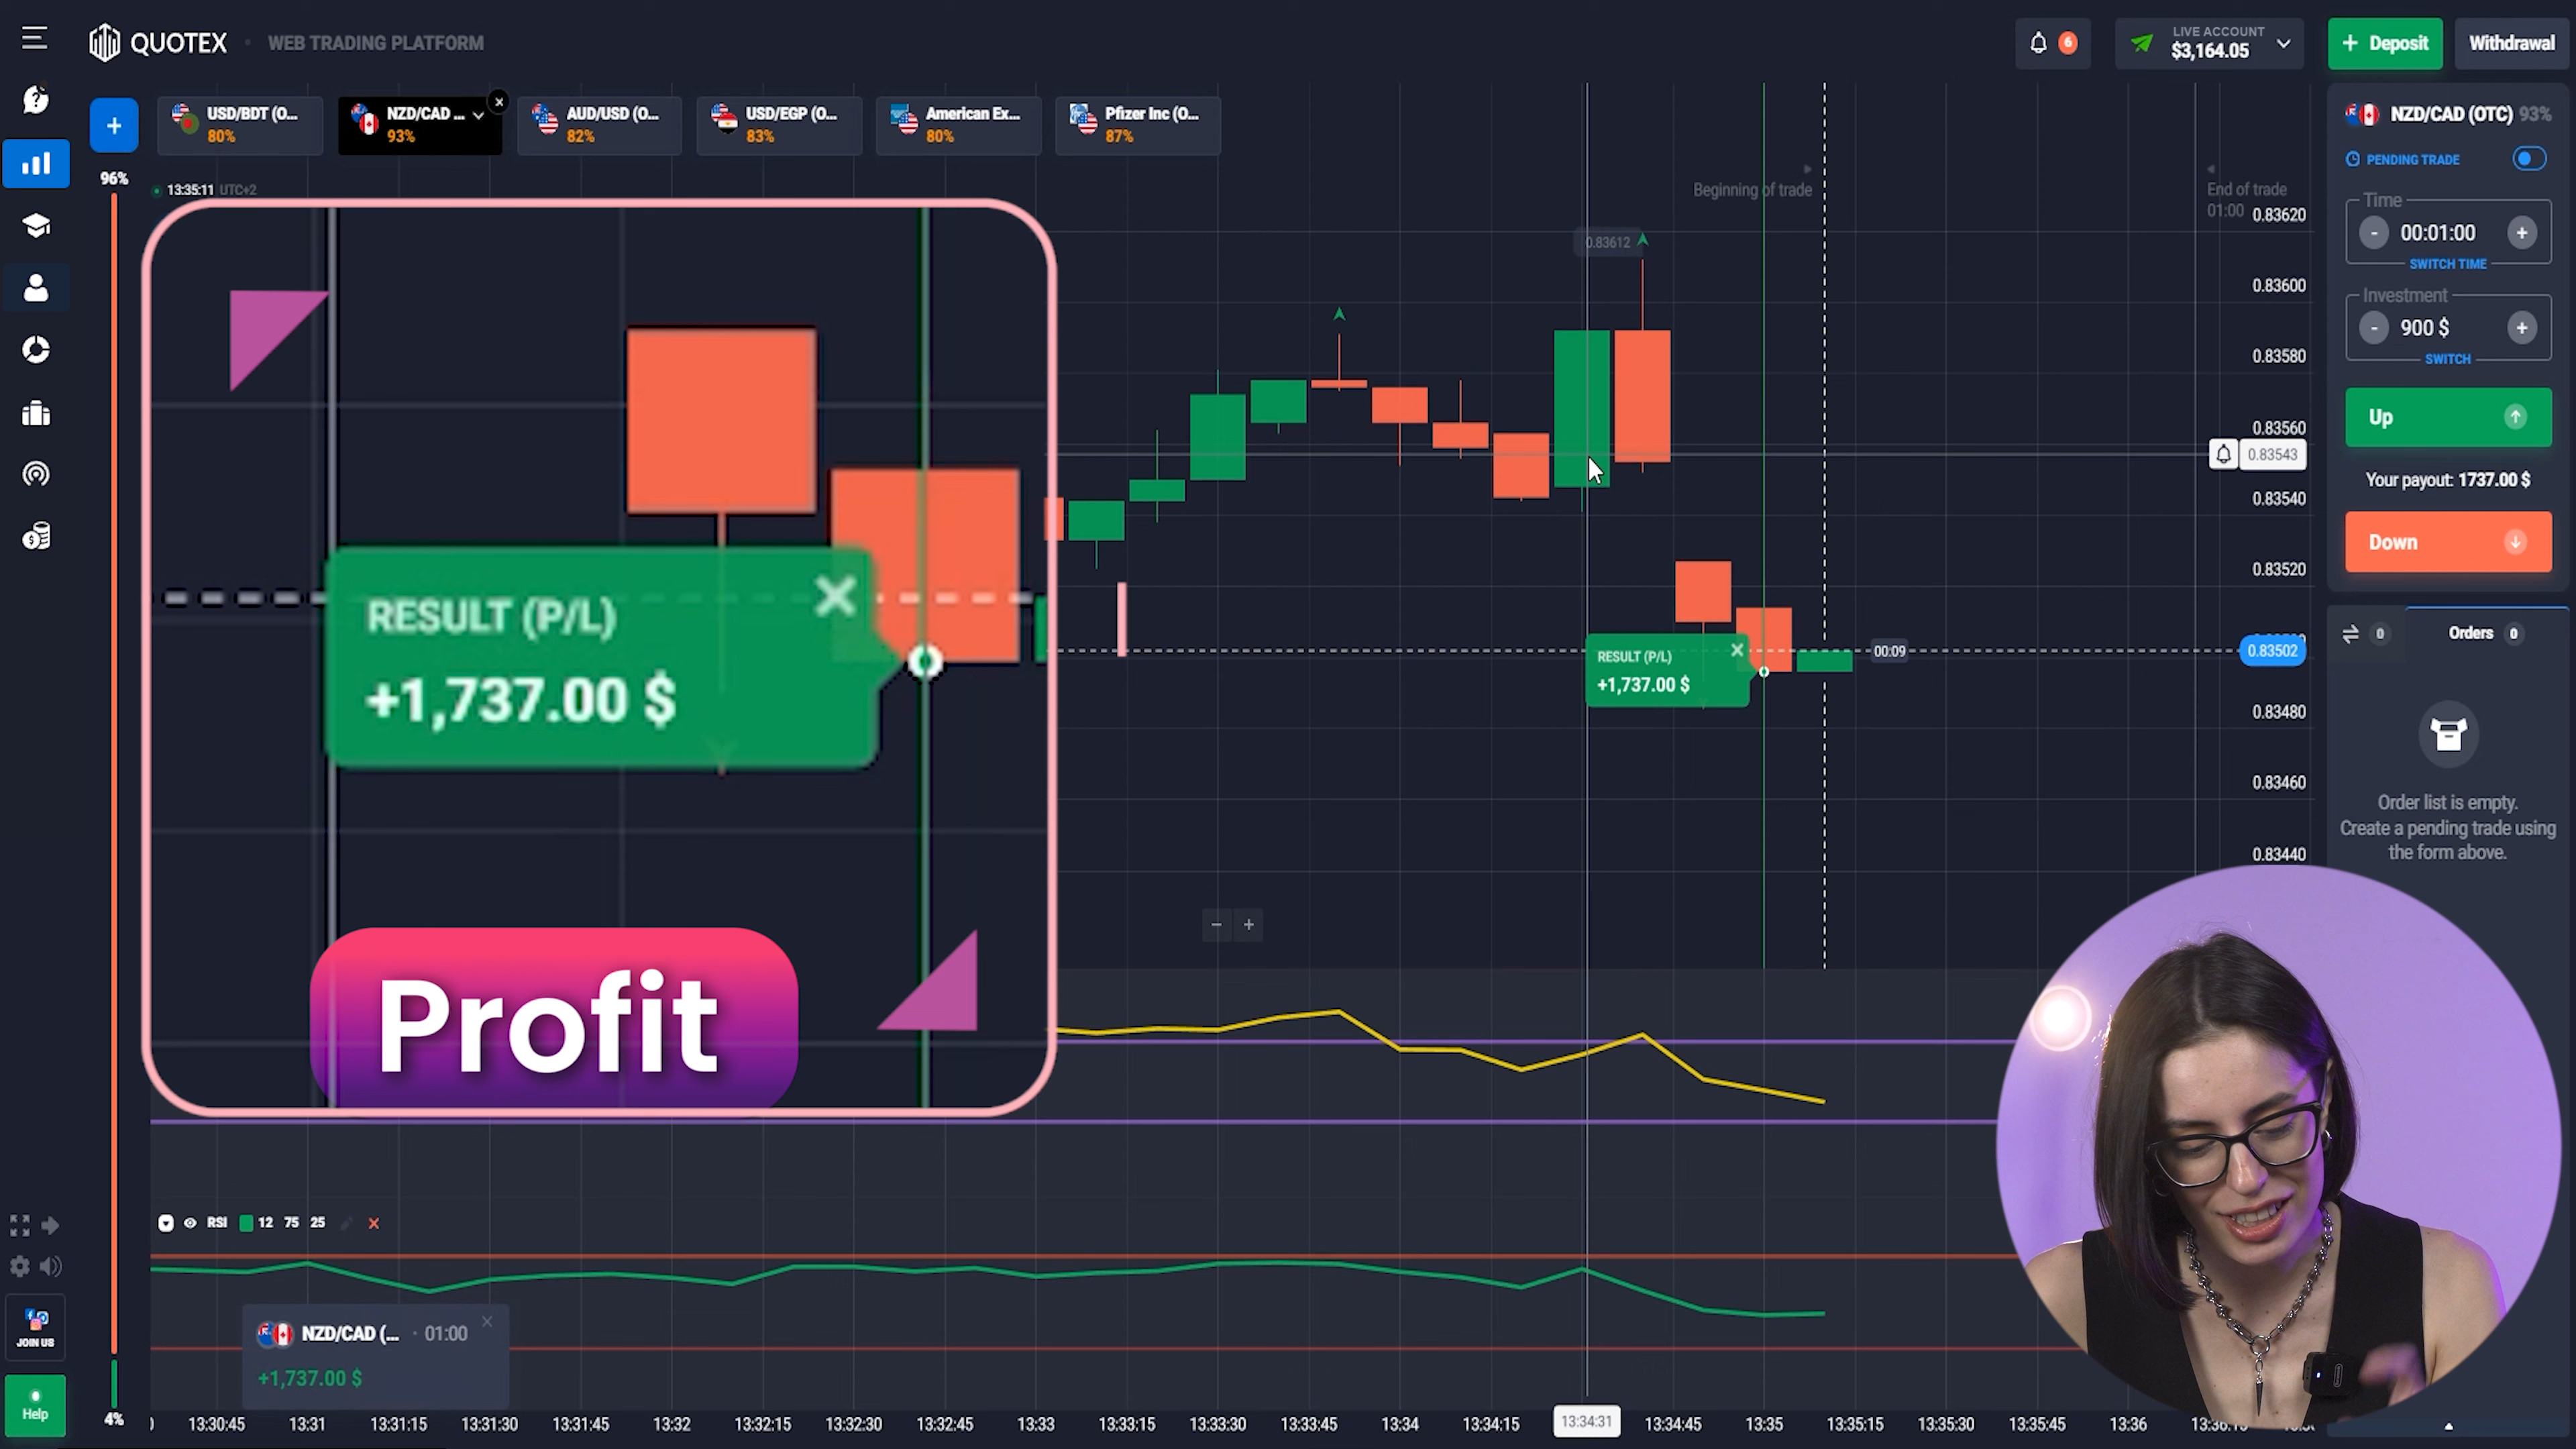 QUOTEX
WEB TRADING PLATFORM
6
LIVE ACCOUNT
$3,164.05
+ Deposit
Withdrawal
+
USD/BDT (O...
80%
NZD/CAD ...
93%
AUD/USD (O...
82%
USD/EGP (O...
83%
American Ex...
80%
Pfizer Inc (O...
87%
96%
13:35:11 UTC+2
Beginning of trade
End of trade
01:00
0.83620
0.83612
0.83600
0.83580
0.83560
0.83543
0.83540
0.83520
0.83502
0.83480
0.83460
0.83440
RESULT (P/L)
+1,737.00 $
Profit
RESULT (P/L)
+1,737.00 $
00:09
NZD/CAD (OTC) 93%
PENDING TRADE
Time
- 00:01:00 +
SWITCH TIME
Investment
- 900 $ +
SWITCH
Up
Your payout: 1737.00 $
Down
0
Orders 0
Order list is empty.
Create a pending trade using
the form above.
- +
RSI 12 75 25
NZD/CAD (... · 01:00
+1,737.00 $
JOIN US
Help
4%
13:30:45 13:31 13:31:15 13:31:30 13:31:45 13:32 13:32:15 13:32:30 13:32:45 13:33 13:33:15 13:33:30 13:33:45 13:34 13:34:15 13:34:31 13:34:45 13:35 13:35:15 13:35:30 13:35:45 13:36